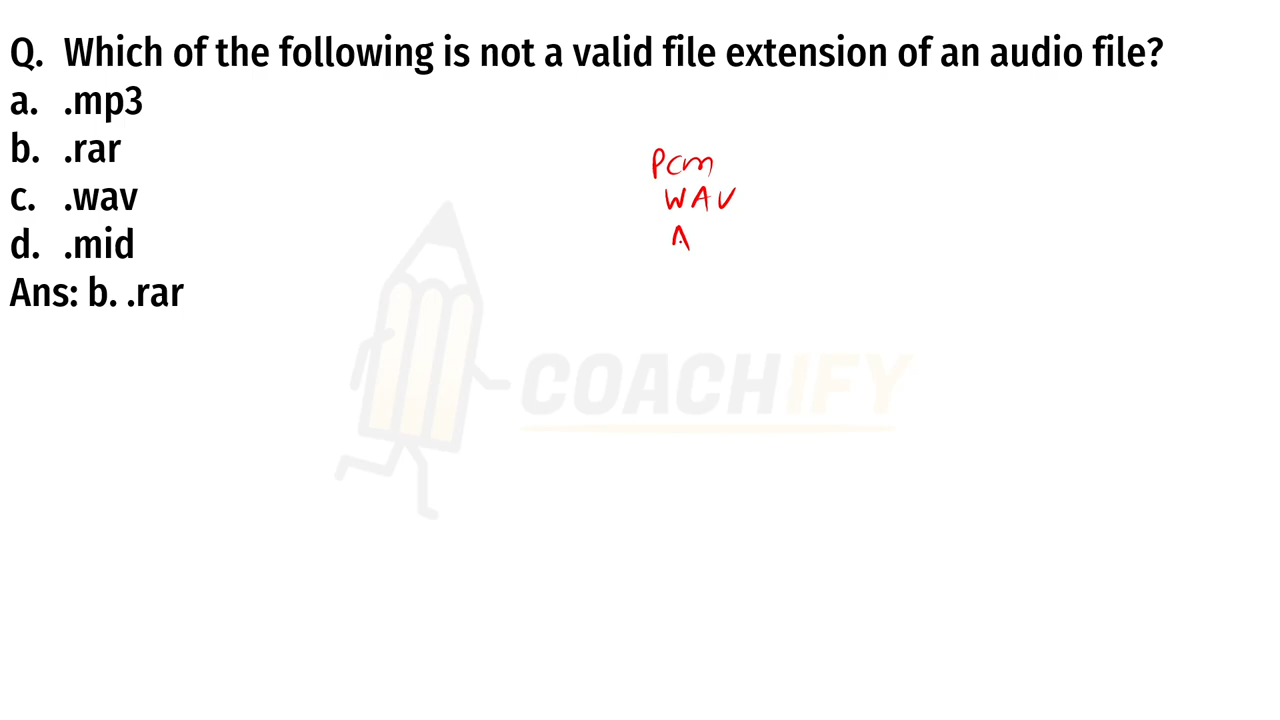 Q. Which of the following is not a valid file extension of an audio file?
a. .mp3
b. .rar
c. .wav
d. .mid
Ans: b. .rar
Pcm
WAV
A
COACHIFY